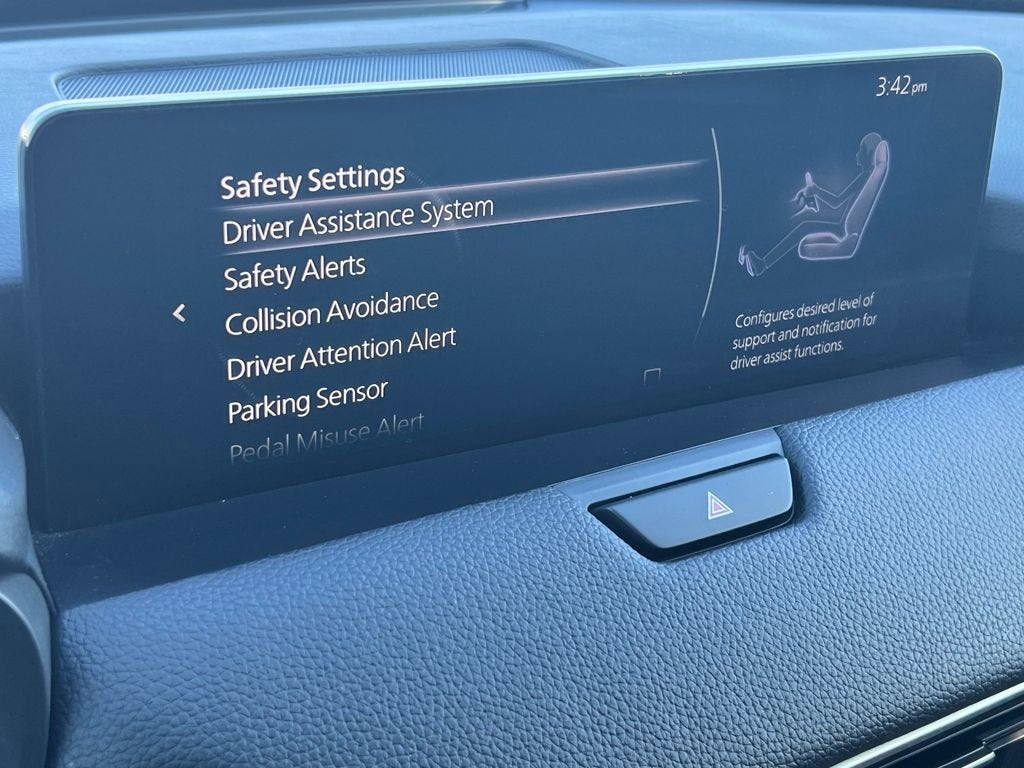 3:42 pm
Safety Settings
Driver Assistance System
Safety Alerts
Collision Avoidance
Driver Attention Alert
Parking Sensor
Pedal Misuse Alert
Configures desired level of
support and notification for
driver assist functions.